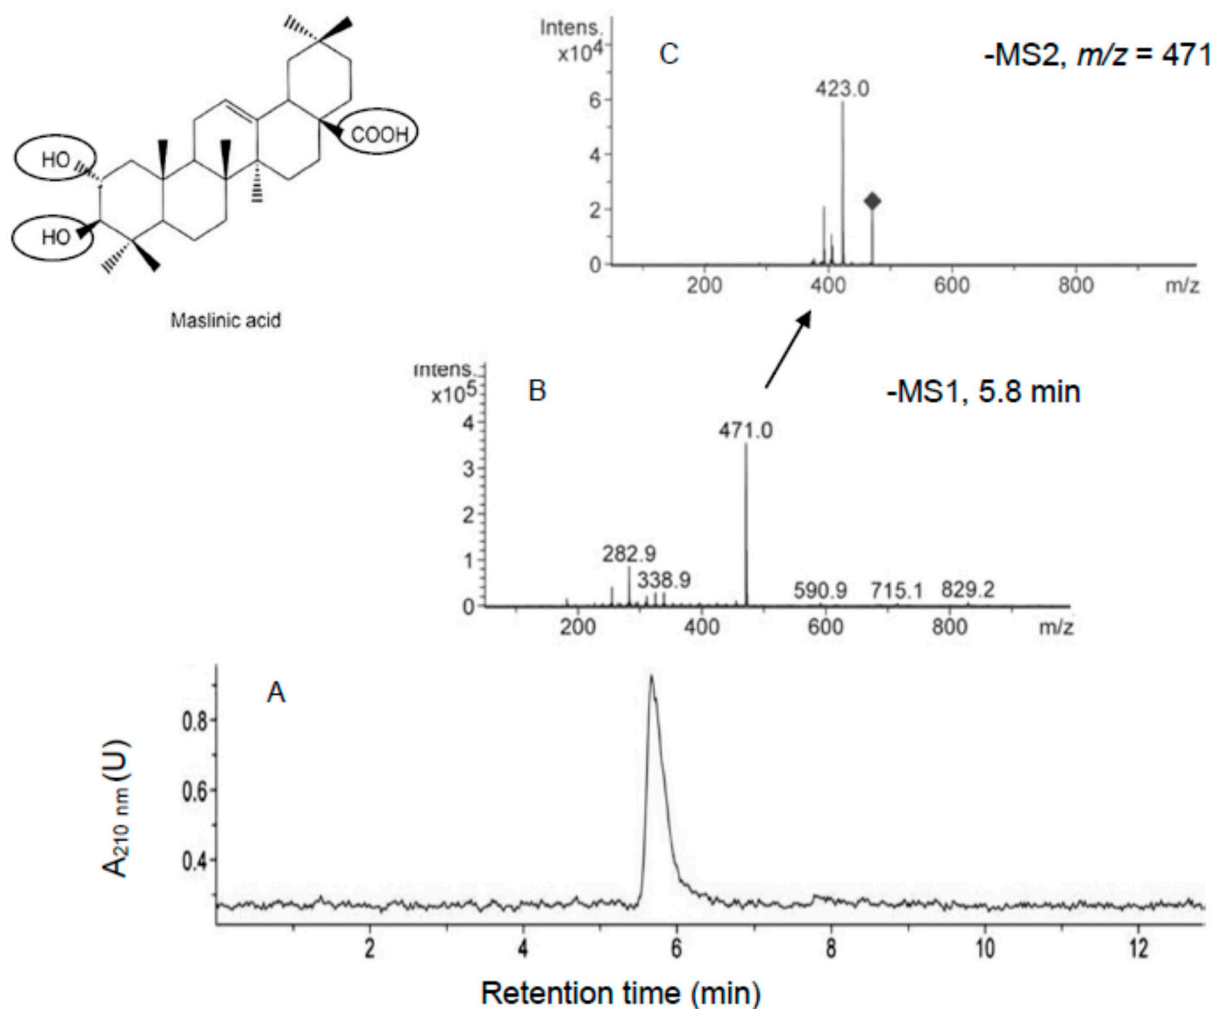 HO
HO
COOH
Maslinic acid
Intens.
x10⁴
C
-MS2, m/z = 471
423.0
6
4
2
0
200
400
600
800
m/z
Intens.
x10⁵
B
-MS1, 5.8 min
471.0
4
3
2
1
0
282.9
338.9
590.9
715.1
829.2
200
400
600
800
m/z
A
A₂₁₀ ₙₘ (U)
0.8
0.6
0.4
2
4
6
8
10
12
Retention time (min)